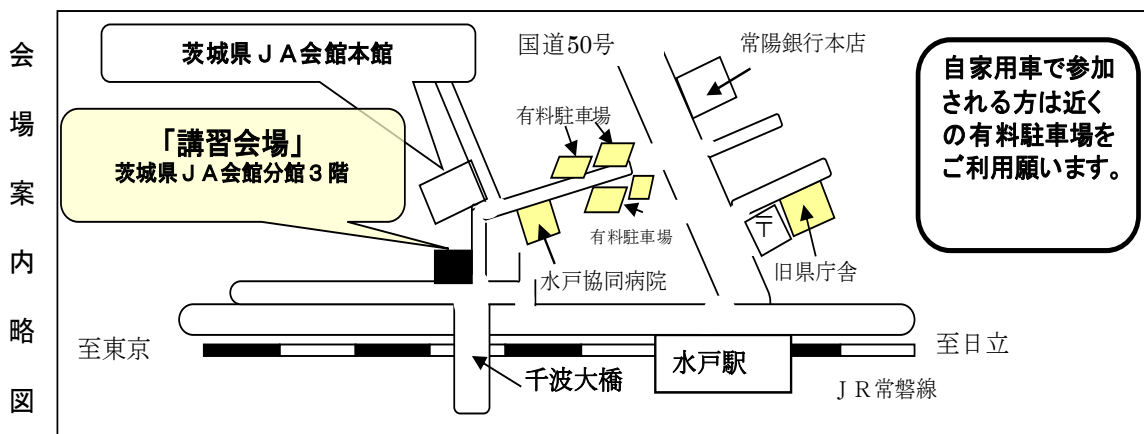 会場案内略図
茨城県ＪＡ会館本館
国道50号
常陽銀行本店
自家用車で参加
される方は近く
の有料駐車場を
ご利用願います。
有料駐車場
「講習会場」
茨城県ＪＡ会館分館３階
有料駐車場
〒
水戸協同病院
旧県庁舎
至東京
至日立
千波大橋
水戸駅
ＪＲ常磐線